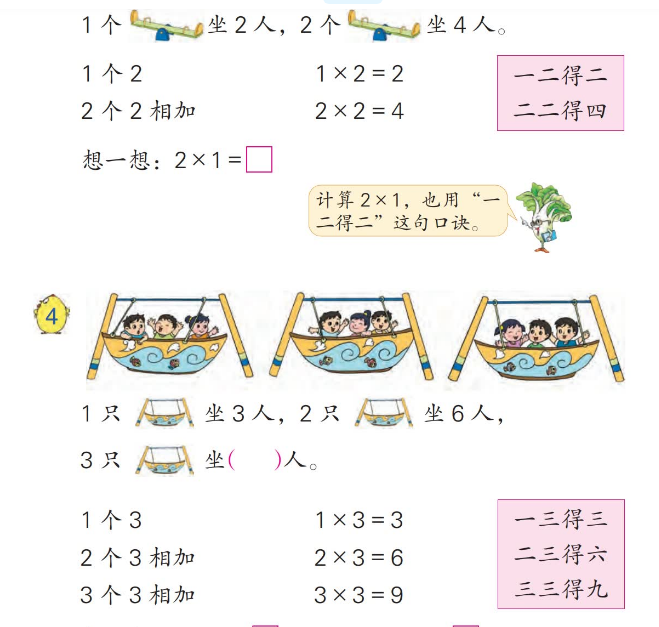 1个 坐2人，2个 坐4人。
1个2 1×2=2 一二得二
2个2相加 2×2=4 二二得四
想一想：2×1=□
计算2×1，也用“一
二得二”这句口诀。
4
1只 坐3人，2只 坐6人，
3只 坐( )人。
1个3 1×3=3 一三得三
2个3相加 2×3=6 二三得六
3个3相加 3×3=9 三三得九